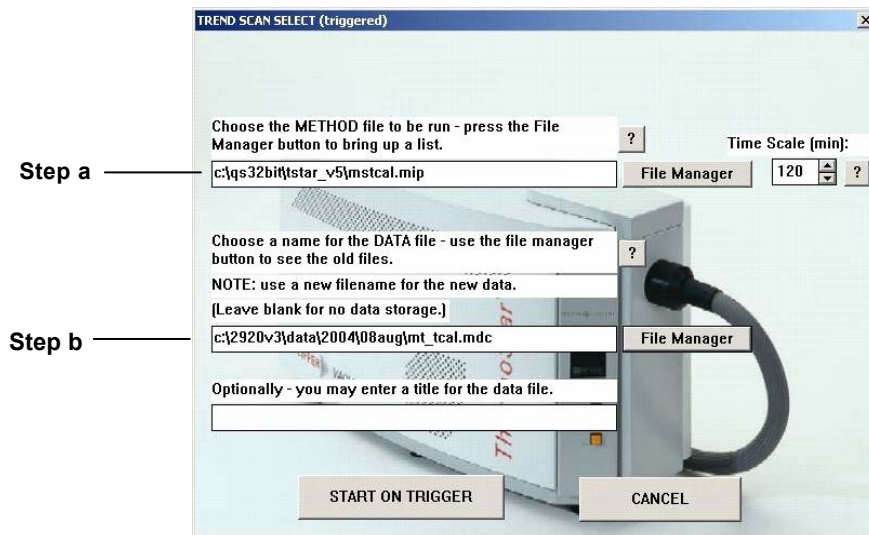 TREND SCAN SELECT (triggered)
Choose the METHOD file to be run - press the File
Manager button to bring up a list.
?
Time Scale (min):
Step a
c:\qs32bit\tstar_v5\mstcal.mip
File Manager
120
?
Choose a name for the DATA file - use the file manager
button to see the old files.
?
NOTE: use a new filename for the new data.
(Leave blank for no data storage.)
Step b
c:\2920v3\data\2004\08aug\mt_tcal.mdc
File Manager
Optionally - you may enter a title for the data file.
START ON TRIGGER
CANCEL